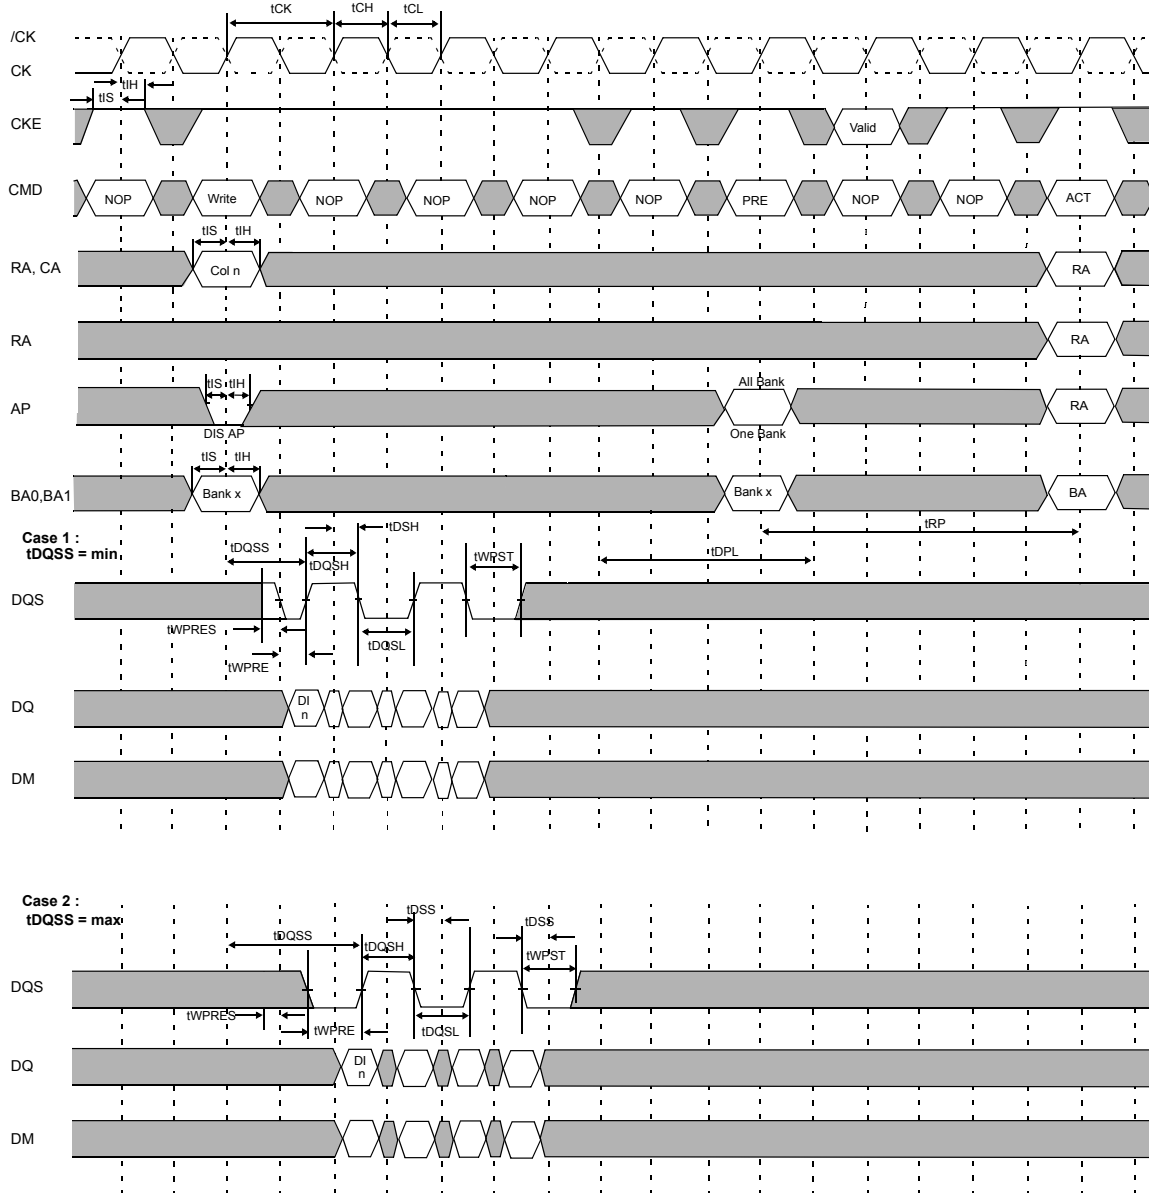 tCK tCH tCL
/CK
CK
tIH
tIS
CKE Valid
CMD NOP Write NOP NOP NOP NOP PRE NOP NOP ACT
tIS tIH
RA, CA Col n RA
RA RA
tIS tIH All Bank
AP RA
DIS AP One Bank
tIS tIH
BA0,BA1 Bank x Bank x BA
tRP
Case 1 :
tDQSS = min
tDSH
tDQSS tDQSH tWPST tDPL
DQS
tWPRES tDQSL
tWPRE
DQ DI n
DM
Case 2 :
tDQSS = max
tDSS tDSS
tDQSS tDQSH tWPST
DQS
tWPRES tWPRE tDQSL
DQ DI n
DM